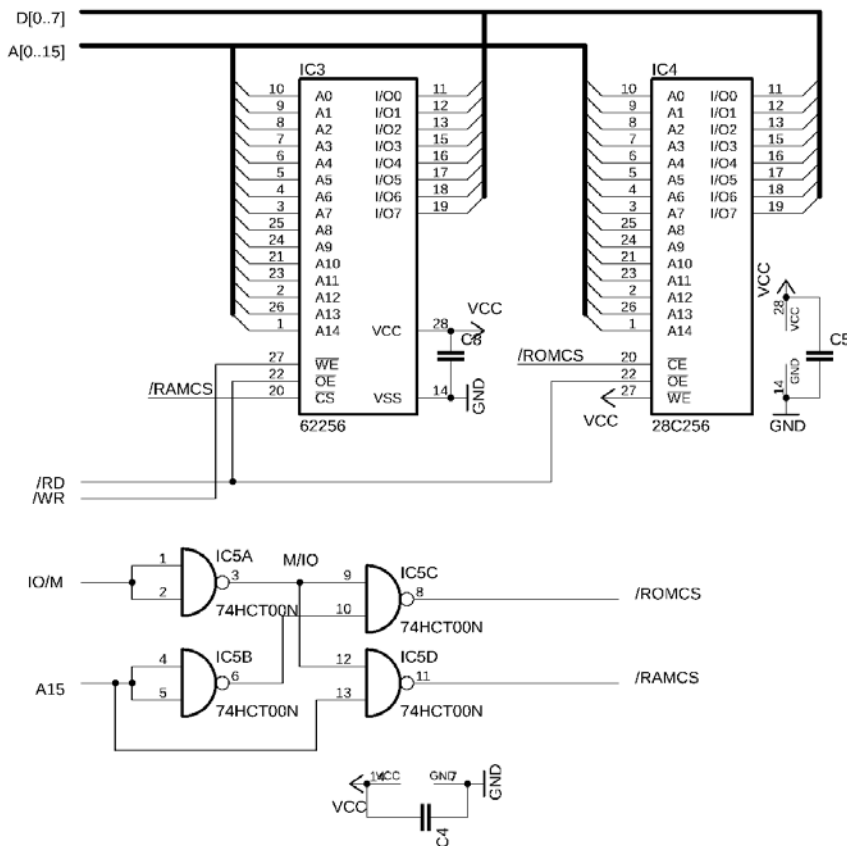 D[0..7]
A[0..15]
IC3
IC4
10 A0 I/O0 11
9 A1 I/O1 12
8 A2 I/O2 13
7 A3 I/O3 15
6 A4 I/O4 16
5 A5 I/O5 17
4 A6 I/O6 18
3 A7 I/O7 19
25 A8
24 A9
21 A10
23 A11
2 A12
26 A13
1 A14 VCC 28 VCC
C3
27 WE
22 OE
/RAMCS 20 CS VSS 14 GND
62256
10 A0 I/O0 11
9 A1 I/O1 12
8 A2 I/O2 13
7 A3 I/O3 15
6 A4 I/O4 16
5 A5 I/O5 17
4 A6 I/O6 18
3 A7 I/O7 19
25 A8
24 A9
21 A10
23 A11
2 A12
26 A13
1 A14
/ROMCS 20 CE
22 OE
VCC 27 WE
28C256
VCC
28 VCC
C5
14 GND
GND
/RD
/WR
IO/M
1
2
IC5A
3
74HCT00N
M/IO
9
10
IC5C
8
74HCT00N
/ROMCS
A15
4
5
IC5B
6
74HCT00N
12
13
IC5D
11
74HCT00N
/RAMCS
VCC 14 VCC GND 7 GND
C4